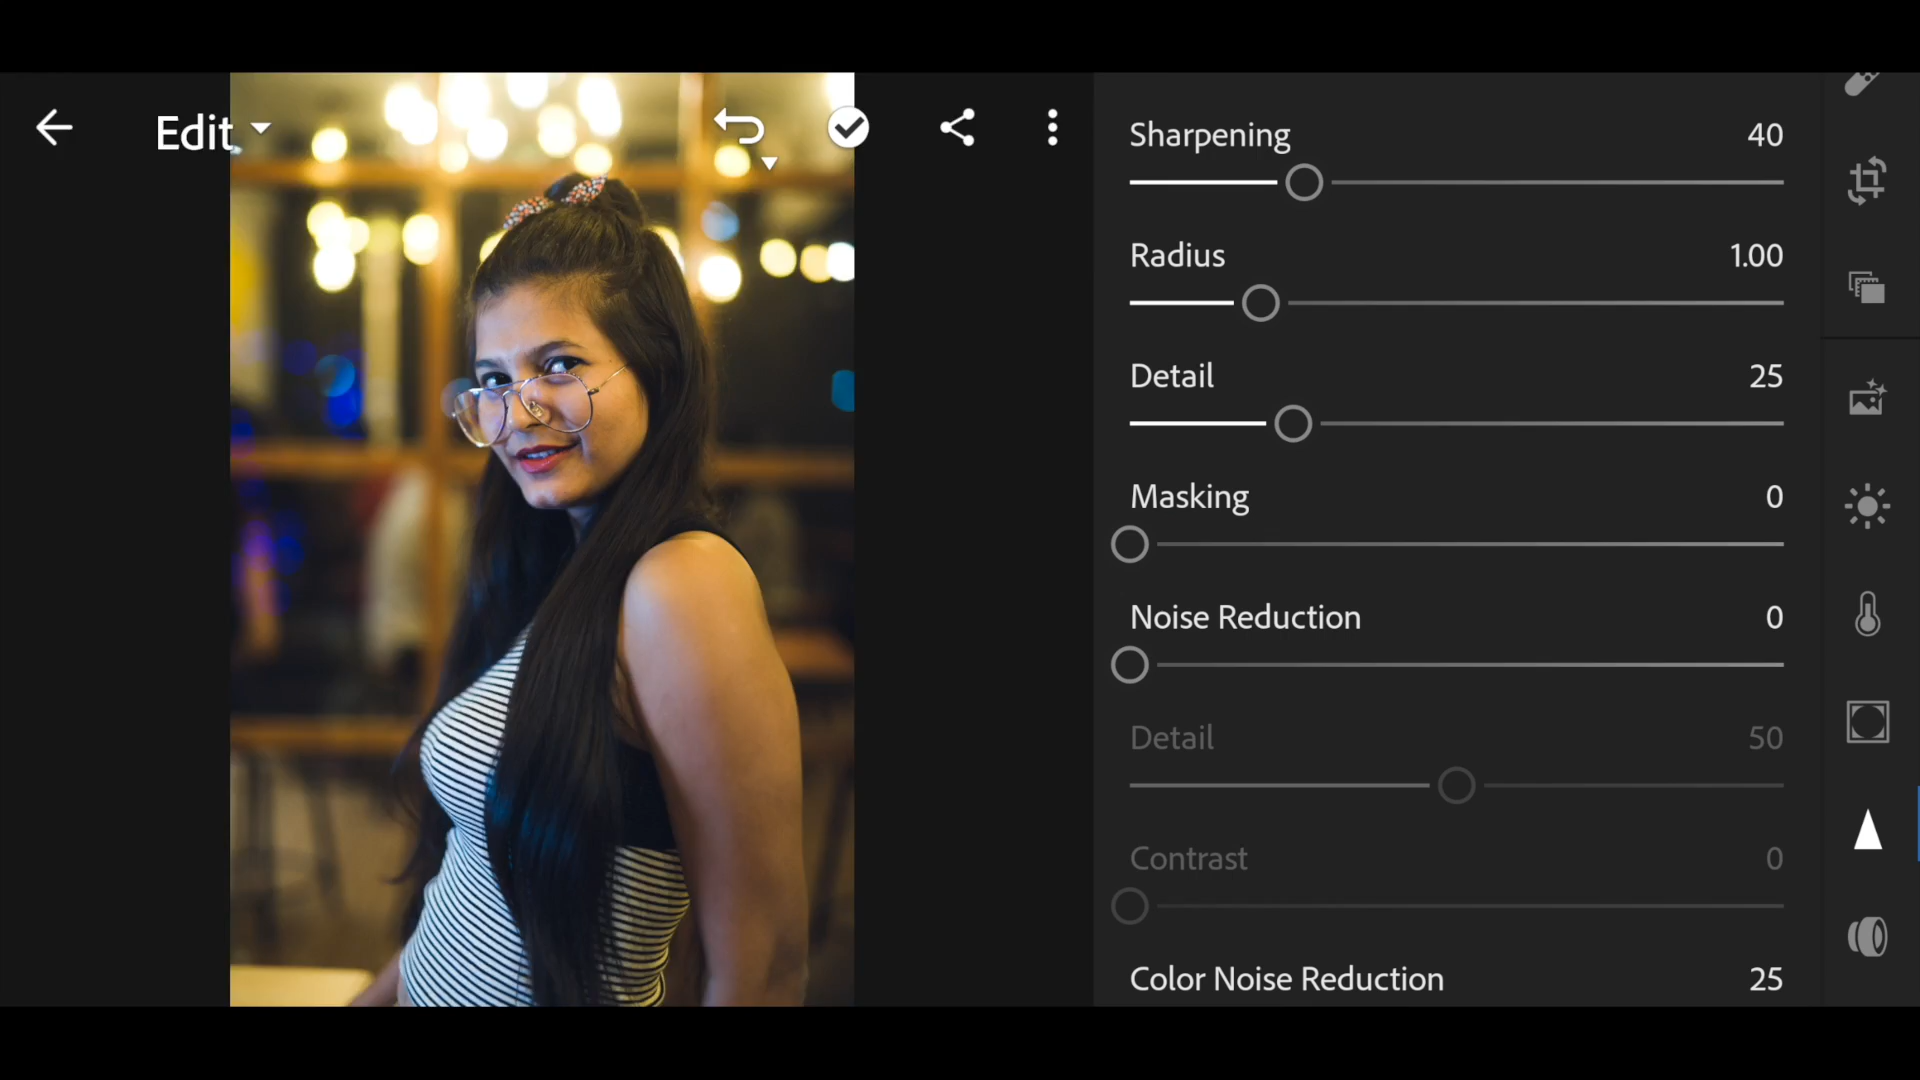 Edit
Sharpening 40
Radius 1.00
Detail 25
Masking 0
Noise Reduction 0
Detail 50
Contrast 0
Color Noise Reduction 25